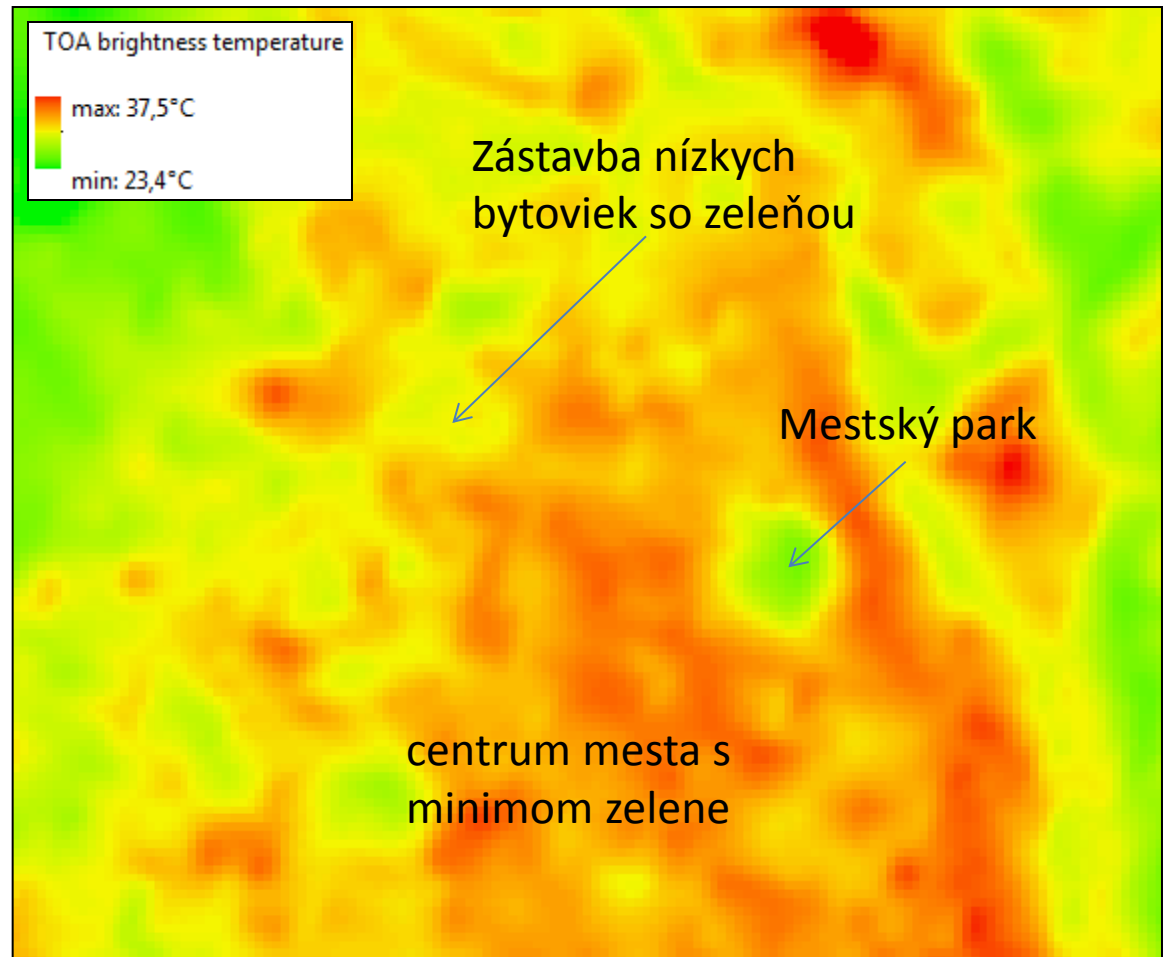 TOA brightness temperature
max: 37,5°C
min: 23,4°C
Zástavba nízkych
bytoviek so zeleňou
Mestský park
centrum mesta s
minimom zelene